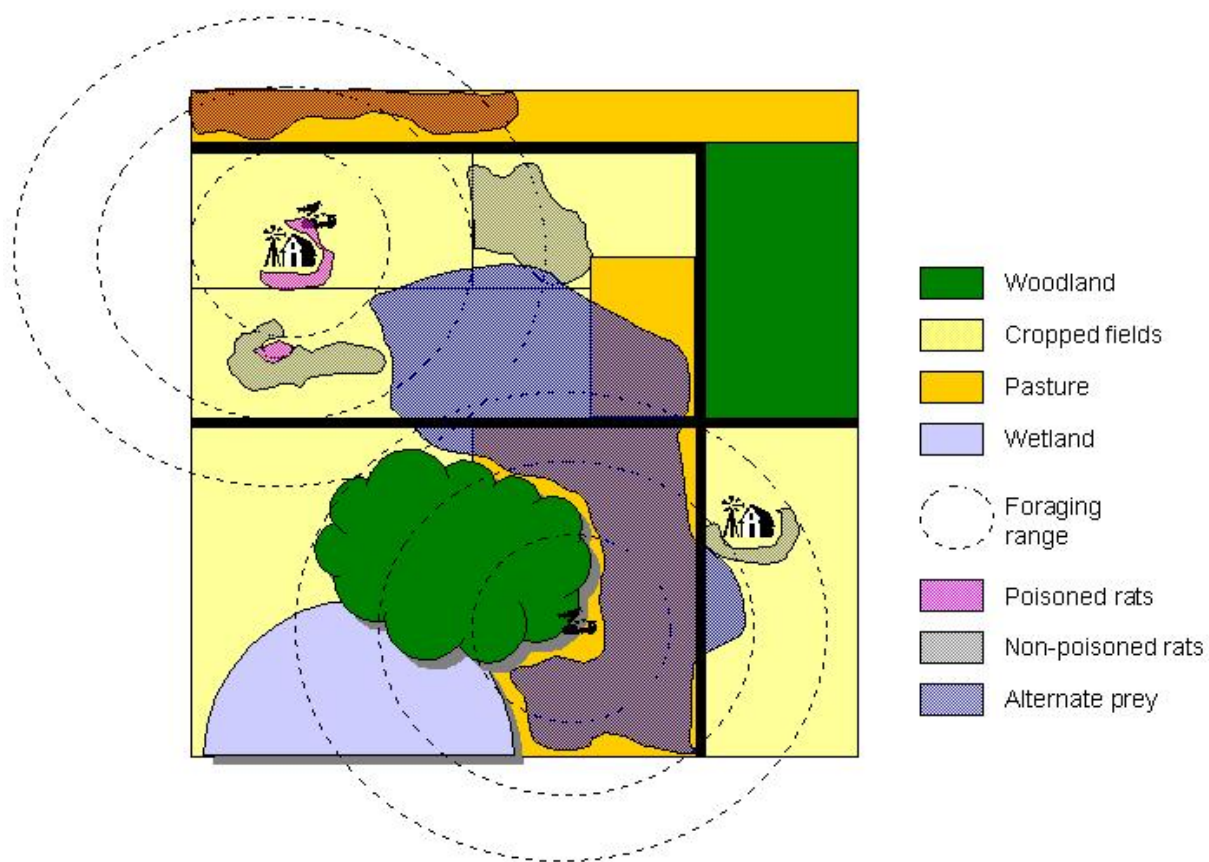 Woodland
Cropped fields
Pasture
Wetland
Foraging
range
Poisoned rats
Non-poisoned rats
Alternate prey